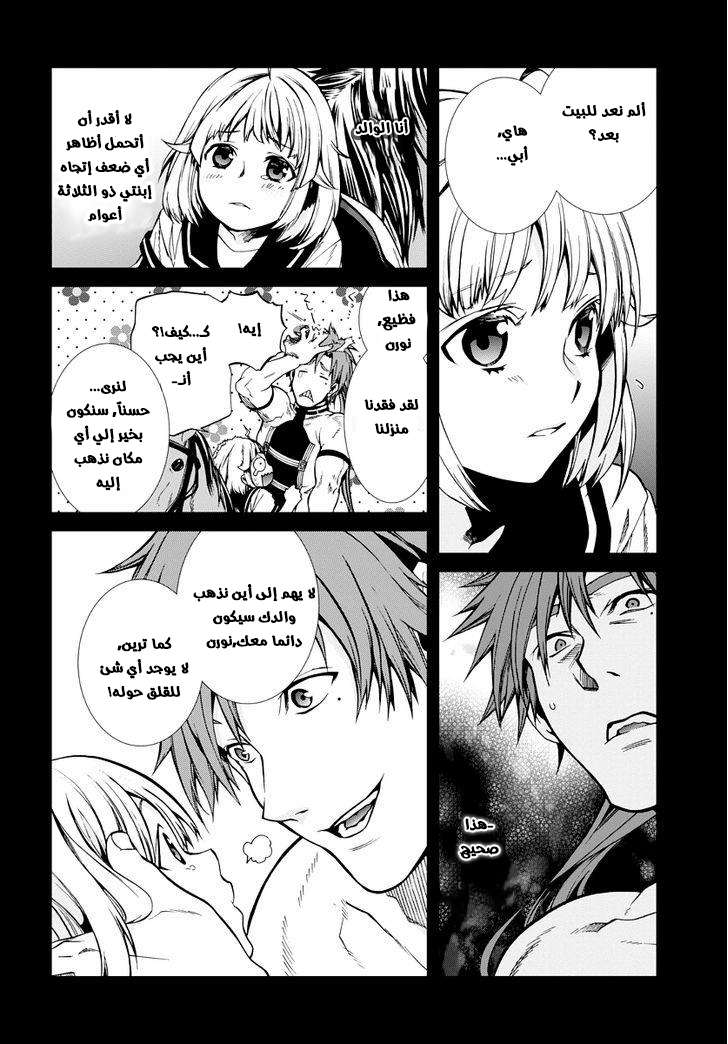 ألم نعد للبيت
بعد؟
هاي,
أبي...
-هذا
صحيح
أنا الوالد
لا أقدر أن
أتحمل أظاهر
أي ضعف إتجاه
إبنتي ذو الثلاثة
أعوام
هذا
فظيع,
نورن
لقد فقدنا
منزلنا
إيه!
كـ...كيف!؟
أين يجب
أنـ-
لنرى...
حسناً, سنكون
بخير إلي أي
مكان نذهب
إليه
لا يهم إلى أين نذهب
والدك سيكون
دائما معك,نورن
كما ترين,
لا يوجد أي شئ
للقلق حوله!